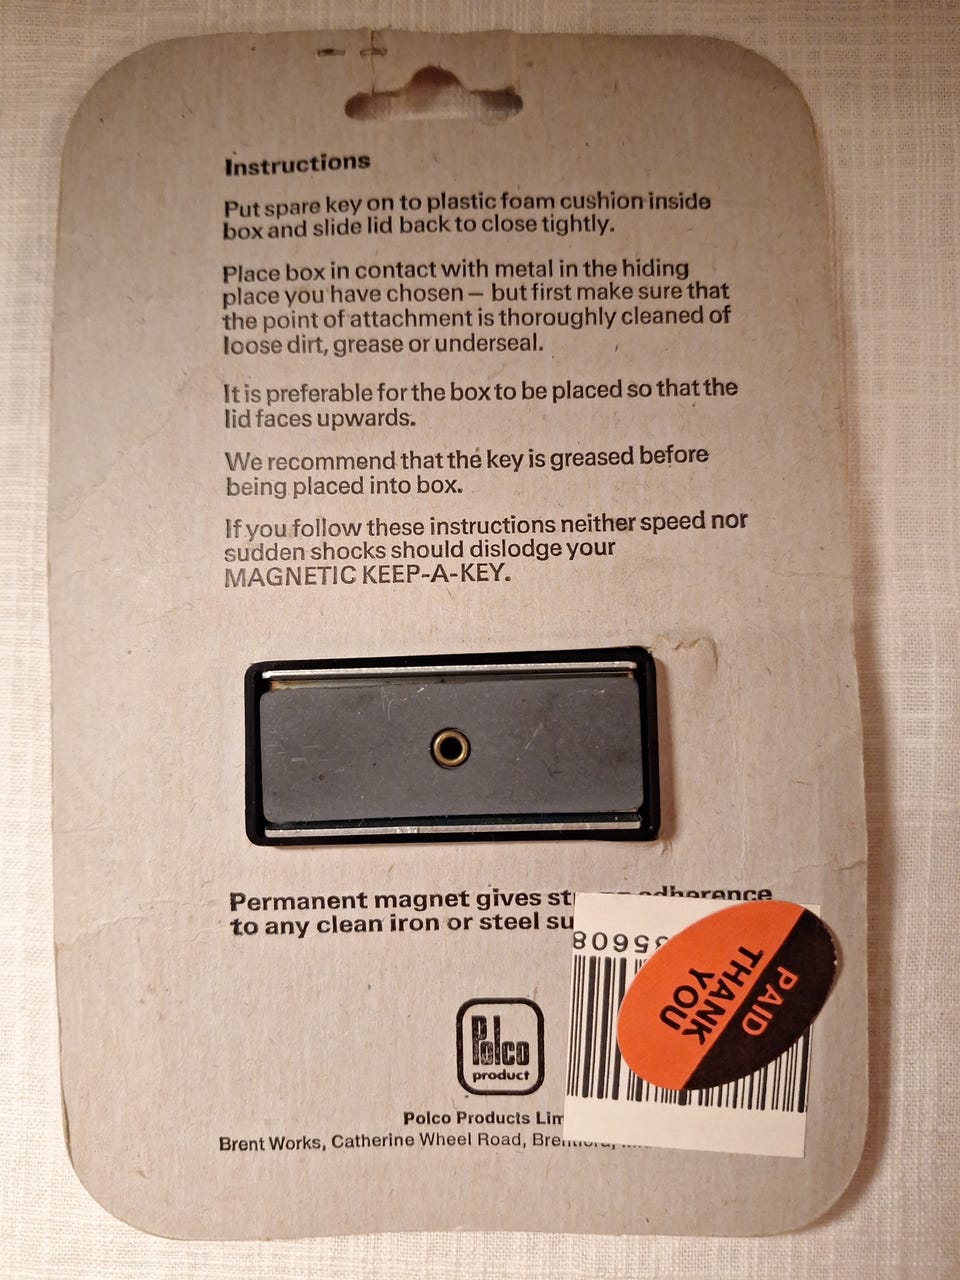 Instructions
Put spare key on to plastic foam cushion inside
box and slide lid back to close tightly.
Place box in contact with metal in the hiding
place you have chosen – but first make sure that
the point of attachment is thoroughly cleaned of
loose dirt, grease or underseal.
It is preferable for the box to be placed so that the
lid faces upwards.
We recommend that the key is greased before
being placed into box.
If you follow these instructions neither speed nor
sudden shocks should dislodge your
MAGNETIC KEEP-A-KEY.
Permanent magnet gives strong adherence
to any clean iron or steel
PAID
THANK
YOU
Polco
product
Polco Products
Brent Works, Catherine Wheel Road, Brentford,